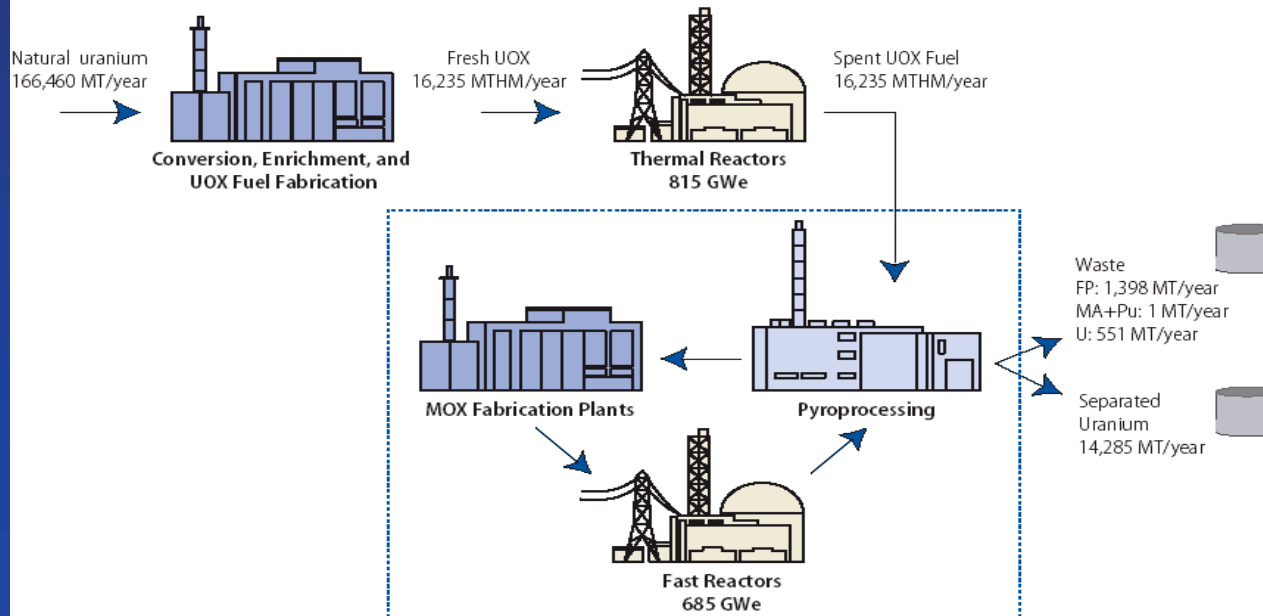 Natural uranium
166,460 MT/year
Fresh UOX
16,235 MTHM/year
Spent UOX Fuel
16,235 MTHM/year
Conversion, Enrichment, and
UOX Fuel Fabrication
Thermal Reactors
815 GWe
Waste
FP: 1,398 MT/year
MA+Pu: 1 MT/year
U: 551 MT/year
MOX Fabrication Plants
Pyroprocessing
Separated
Uranium
14,285 MT/year
Fast Reactors
685 GWe